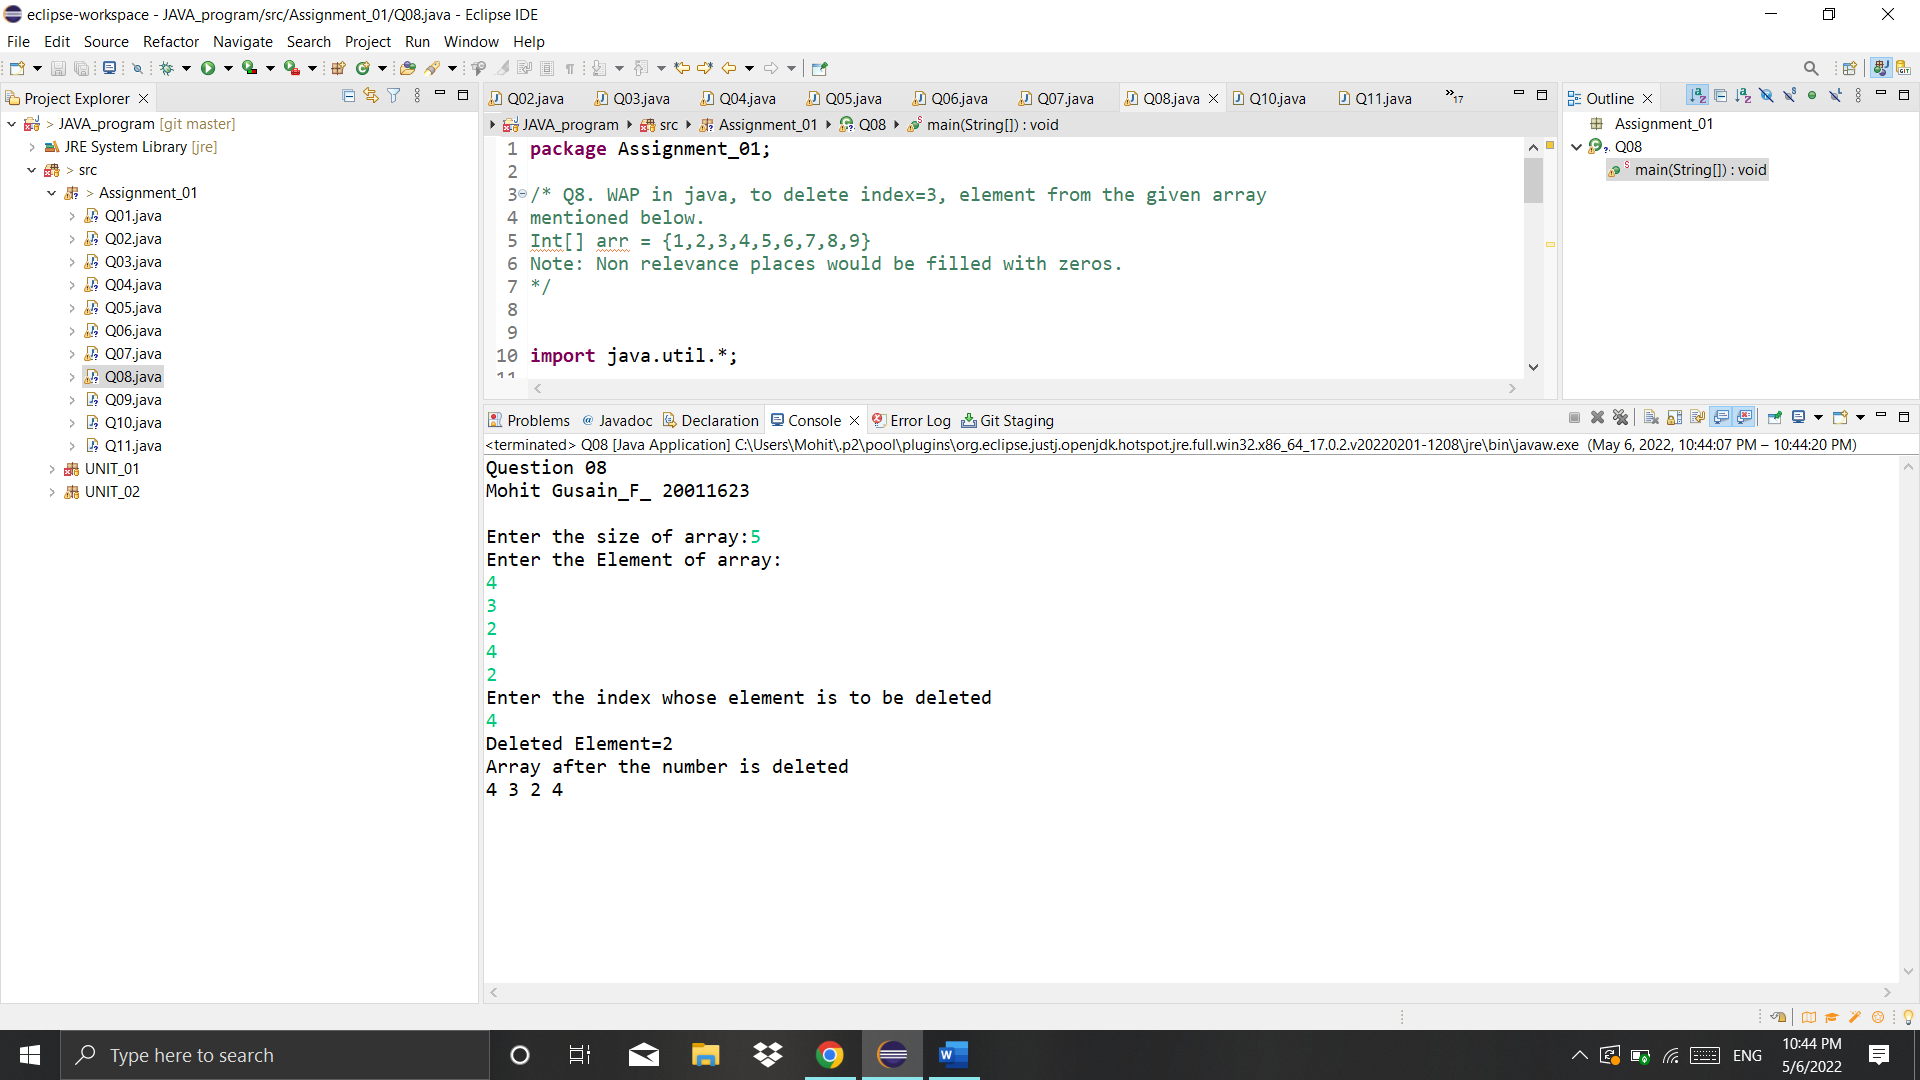 eclipse-workspace - JAVA_program/src/Assignment_01/Q08.java - Eclipse IDE
File Edit Source Refactor Navigate Search Project Run Window Help
Project Explorer
> JAVA_program [git master]
JRE System Library [jre]
> src
> Assignment_01
Q01.java
Q02.java
Q03.java
Q04.java
Q05.java
Q06.java
Q07.java
Q08.java
Q09.java
Q10.java
Q11.java
UNIT_01
UNIT_02
Q02.java Q03.java Q04.java Q05.java Q06.java Q07.java Q08.java Q10.java Q11.java »17
JAVA_program src Assignment_01 Q08 main(String[]) : void
1 package Assignment_01;
2
3 /* Q8. WAP in java, to delete index=3, element from the given array
4 mentioned below.
5 Int[] arr = {1,2,3,4,5,6,7,8,9}
6 Note: Non relevance places would be filled with zeros.
7 */
8
9
10 import java.util.*;
11
Outline
Assignment_01
Q08
main(String[]) : void
Problems @ Javadoc Declaration Console Error Log Git Staging
<terminated> Q08 [Java Application] C:\Users\Mohit\.p2\pool\plugins\org.eclipse.justj.openjdk.hotspot.jre.full.win32.x86_64_17.0.2.v20220201-1208\jre\bin\javaw.exe (May 6, 2022, 10:44:07 PM – 10:44:20 PM)
Question 08
Mohit Gusain_F_ 20011623
Enter the size of array:5
Enter the Element of array:
4
3
2
4
2
Enter the index whose element is to be deleted
4
Deleted Element=2
Array after the number is deleted
4 3 2 4
Type here to search
ENG
10:44 PM
5/6/2022